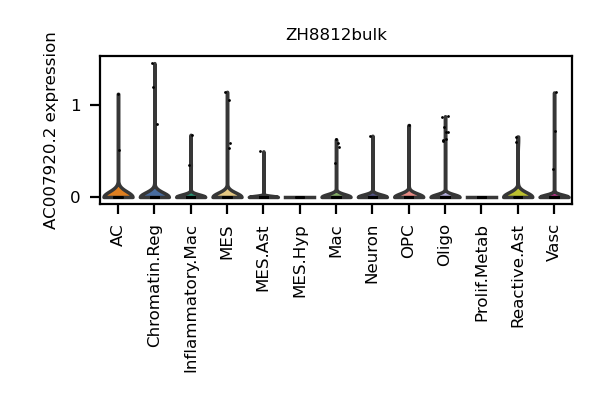 ZH8812bulk
AC007920.2 expression
1
0
AC
Chromatin.Reg
Inflammatory.Mac
MES
MES.Ast
MES.Hyp
Mac
Neuron
OPC
Oligo
Prolif.Metab
Reactive.Ast
Vasc